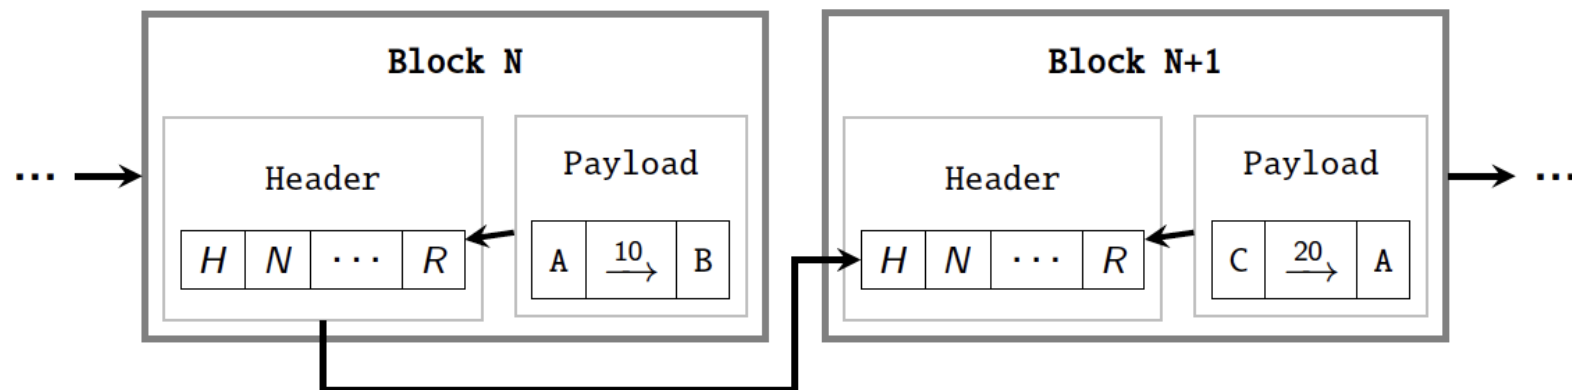 Block N
Block N+1
... Header Payload Header Payload ...
H N ··· R A 10 → B H N ··· R C 20 → A